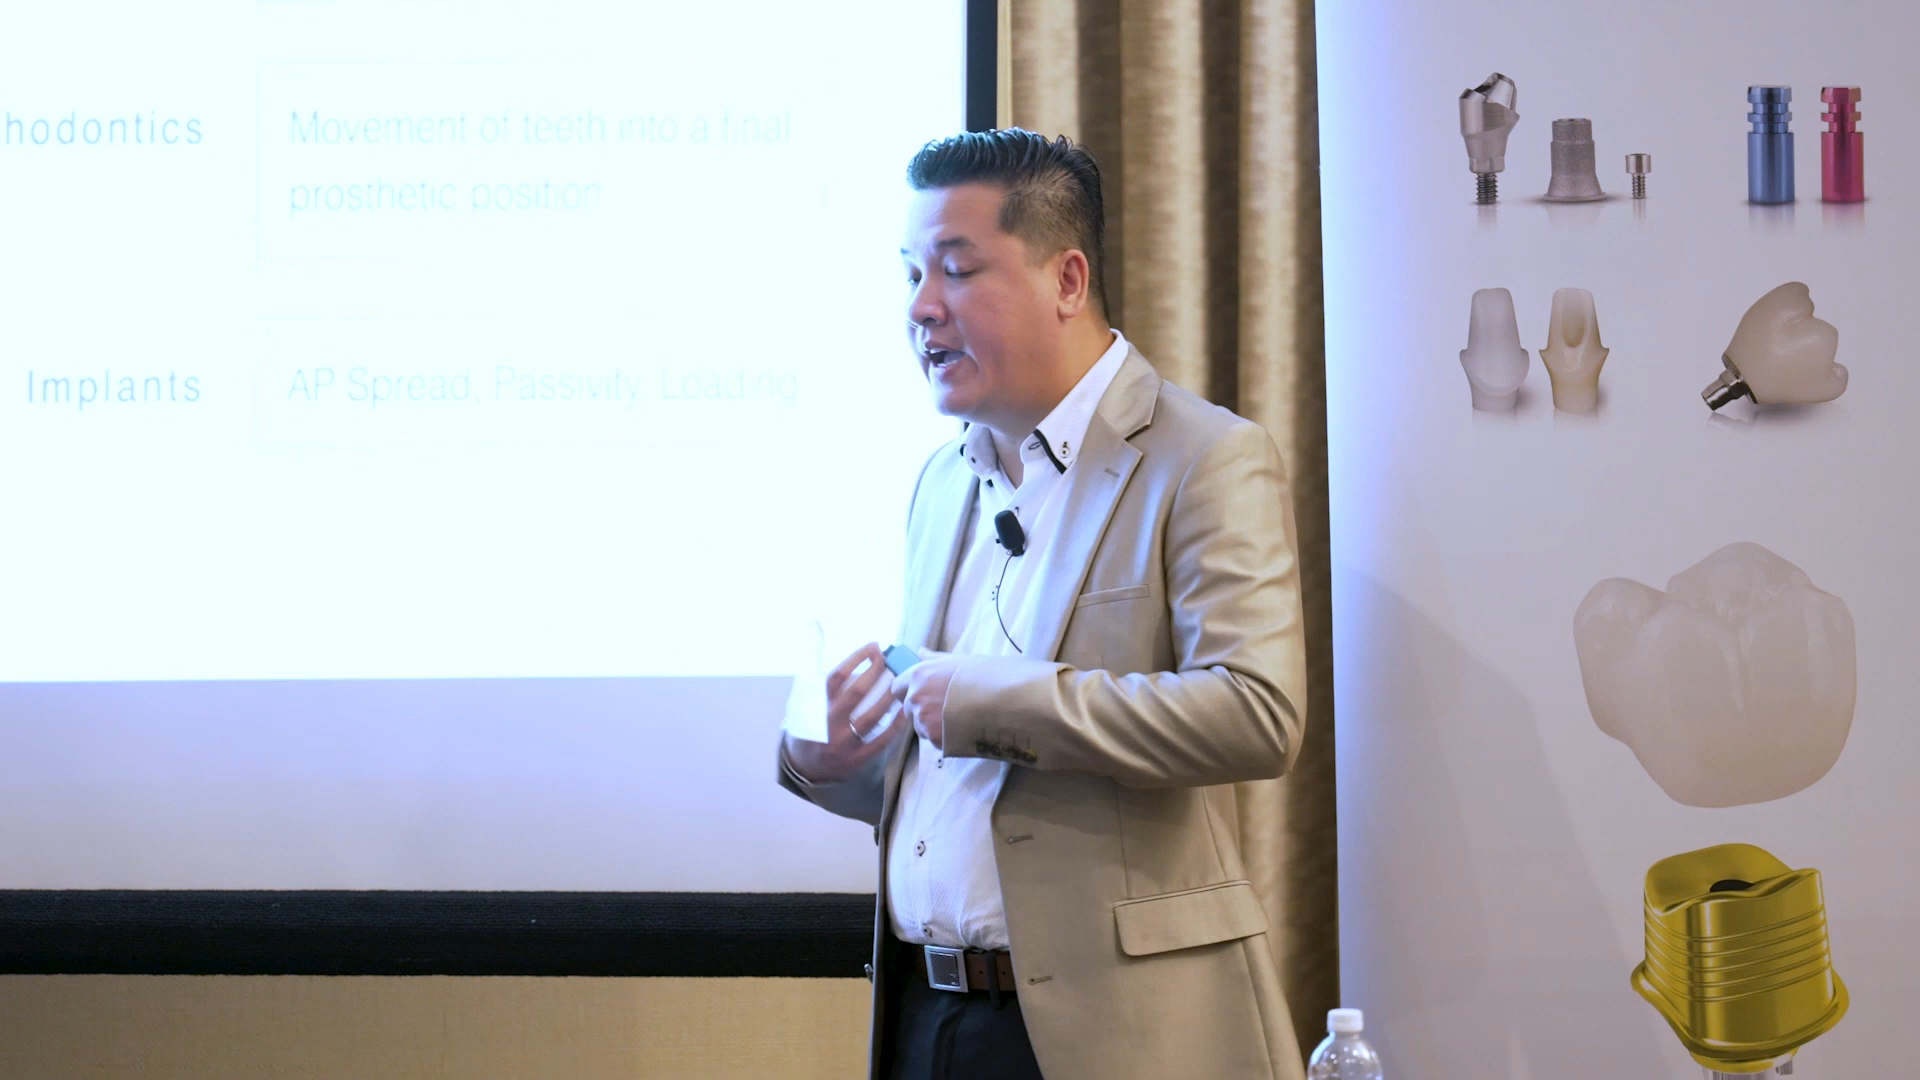 hodontics
Movement of teeth into a final
prosthetic position
Implants
AP Spread, Passivity, Loading